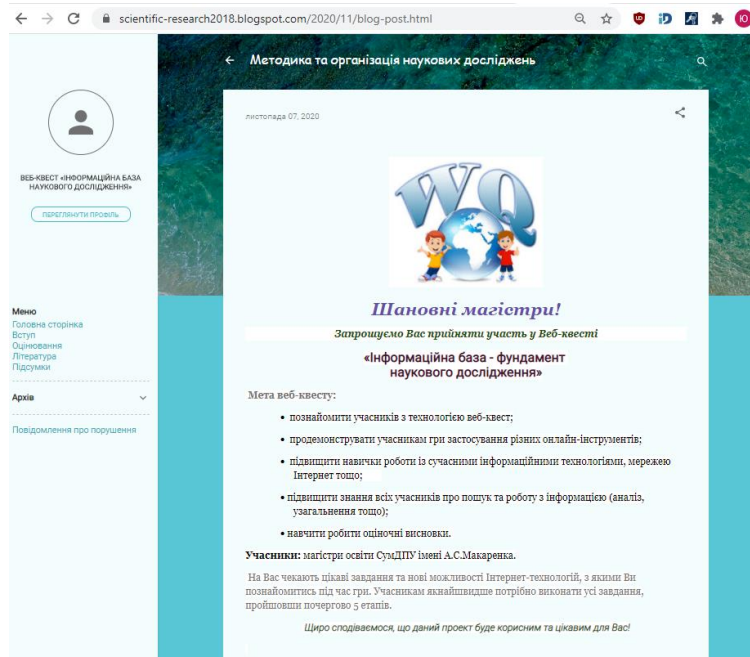 scientific-research2018.blogspot.com/2020/11/blog-post.html
Ю
Методика та організація наукових досліджень
ВЕБ-КВЕСТ «ІНФОРМАЦІЙНА БАЗА
НАУКОВОГО ДОСЛІДЖЕННЯ»
ПЕРЕГЛЯНУТИ ПРОФІЛЬ
Меню
Головна сторінка
Вступ
Оцінювання
Література
Підсумки
Архів
Повідомлення про порушення
листопада 07, 2020
WQ
Шановні магістри!
Запрошуємо Вас прийняти участь у Веб-квесті
«Інформаційна база - фундамент
наукового дослідження»
Мета веб-квесту:
• познайомити учасників з технологією веб-квест;
• продемонструвати учасникам гри застосування різних онлайн-інструментів;
• підвищити навички роботи із сучасними інформаційними технологіями, мережею
Інтернет тощо;
• підвищити знання всіх учасників про пошук та роботу з інформацією (аналіз,
узагальнення тощо);
• навчити робити оціночні висновки.
Учасники: магістри освіти СумДПУ імені А.С.Макаренка.
На Вас чекають цікаві завдання та нові можливості Інтернет-технологій, з якими Ви
познайомитись під час гри. Учасникам якнайшвидше потрібно виконати усі завдання,
пройшовши почергово 5 етапів.
Щиро сподіваємося, що даний проект буде корисним та цікавим для Вас!